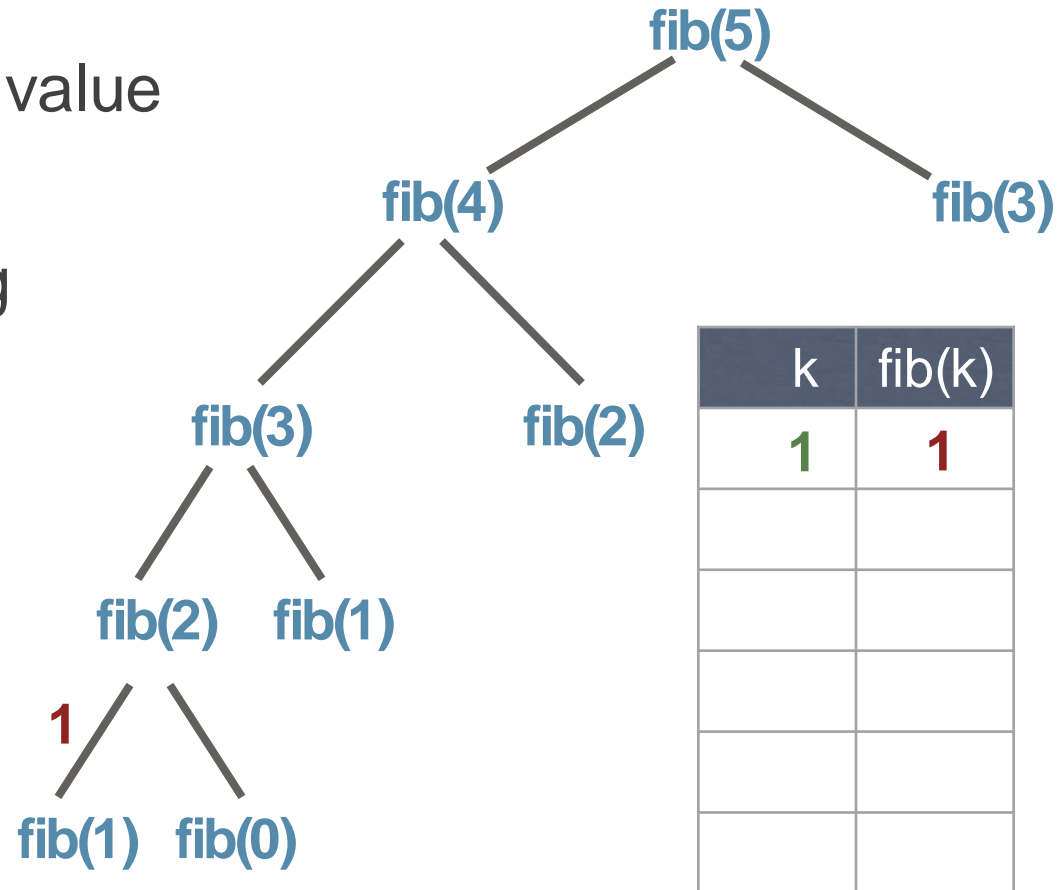 fib(5)
value
fib(4)
fib(3)
g
k fib(k)
fib(3)
fib(2)
1 1
fib(2)
fib(1)
1
fib(1)
fib(0)